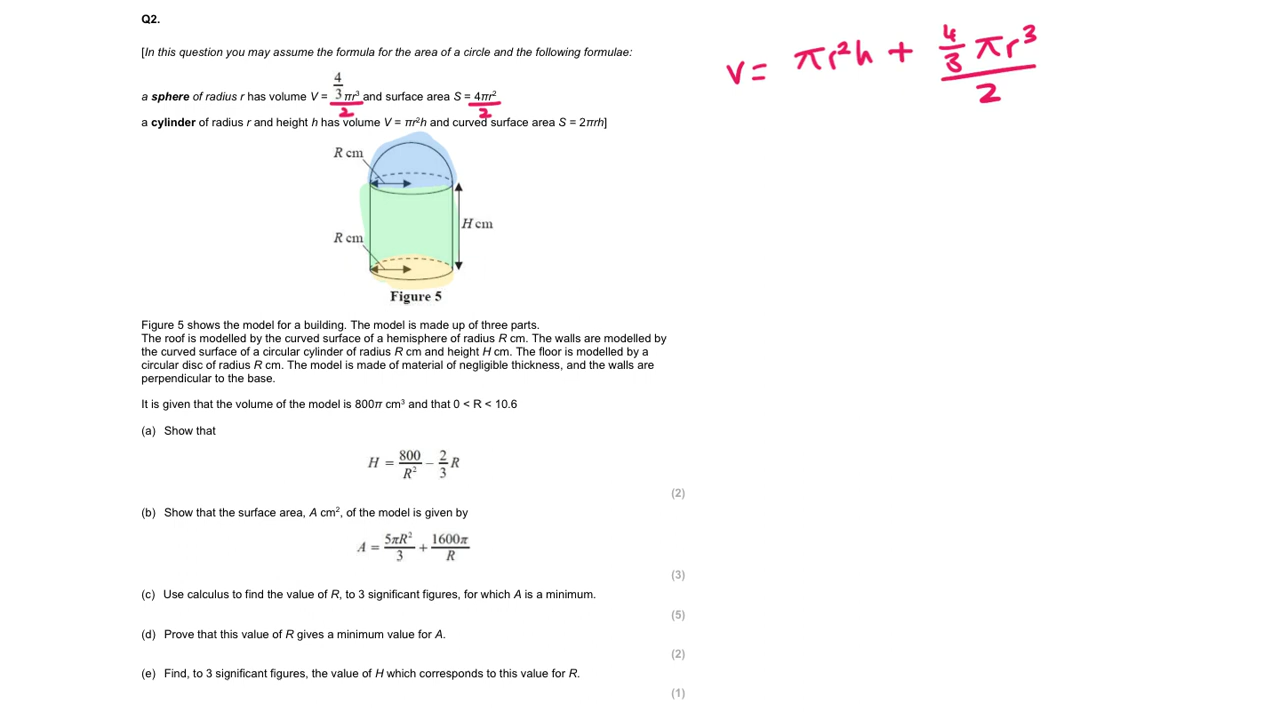 Q2.
[In this question you may assume the formula for the area of a circle and the following formulae:
a sphere of radius r has volume V = 4/3 πr³ and surface area S = 4πr²
2 2
a cylinder of radius r and height h has volume V = πr²h and curved surface area S = 2πrh]
V = πr²h + 4/3 πr³ / 2
R cm
H cm
R cm
Figure 5
Figure 5 shows the model for a building. The model is made up of three parts.
The roof is modelled by the curved surface of a hemisphere of radius R cm. The walls are modelled by
the curved surface of a circular cylinder of radius R cm and height H cm. The floor is modelled by a
circular disc of radius R cm. The model is made of material of negligible thickness, and the walls are
perpendicular to the base.
It is given that the volume of the model is 800π cm³ and that 0 < R < 10.6
(a) Show that
H = 800/R² − 2/3 R
(2)
(b) Show that the surface area, A cm², of the model is given by
A = 5πR²/3 + 1600π/R
(3)
(c) Use calculus to find the value of R, to 3 significant figures, for which A is a minimum.
(5)
(d) Prove that this value of R gives a minimum value for A.
(2)
(e) Find, to 3 significant figures, the value of H which corresponds to this value for R.
(1)